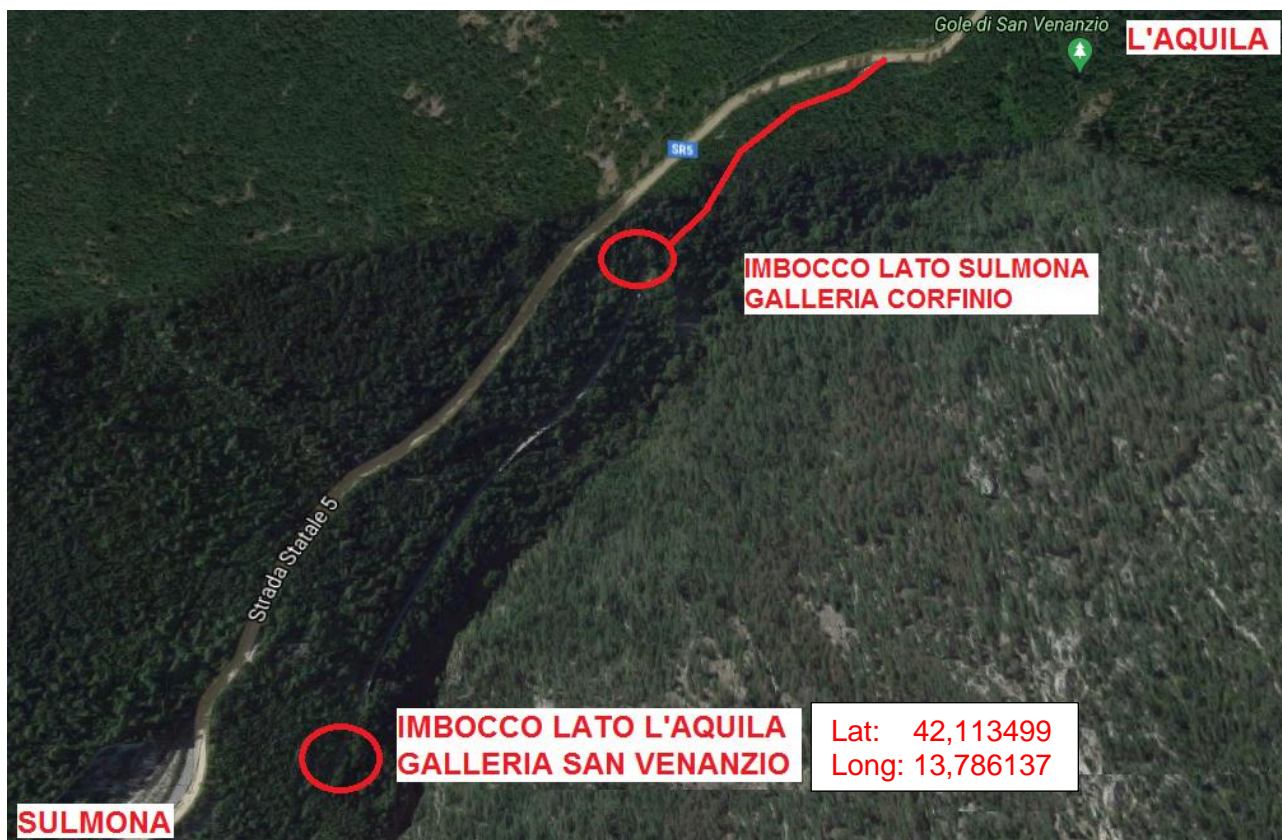 Gole di San Venanzio
L'AQUILA
SR5
IMBOCCO LATO SULMONA
GALLERIA CORFINIO
Strada Statale 5
IMBOCCO LATO L'AQUILA
GALLERIA SAN VENANZIO
Lat: 42,113499
Long: 13,786137
SULMONA